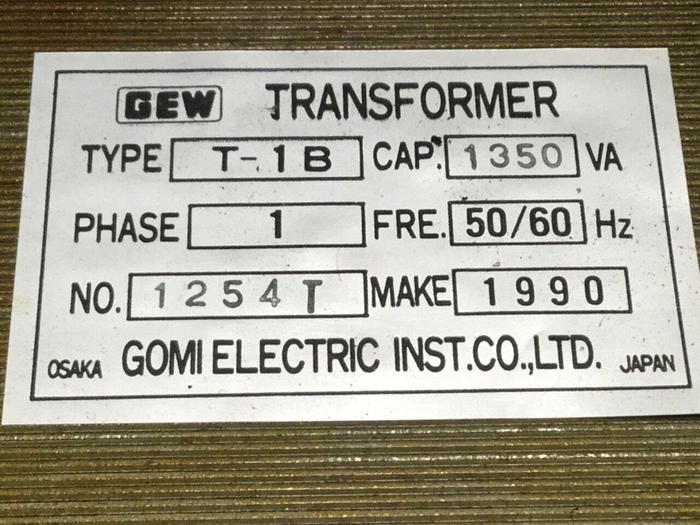 GEW TRANSFORMER
TYPE T-1B CAP. 1350 VA
PHASE 1 FRE. 50/60 Hz
NO. 1254T MAKE 1990
OSAKA GOMI ELECTRIC INST.CO.,LTD. JAPAN